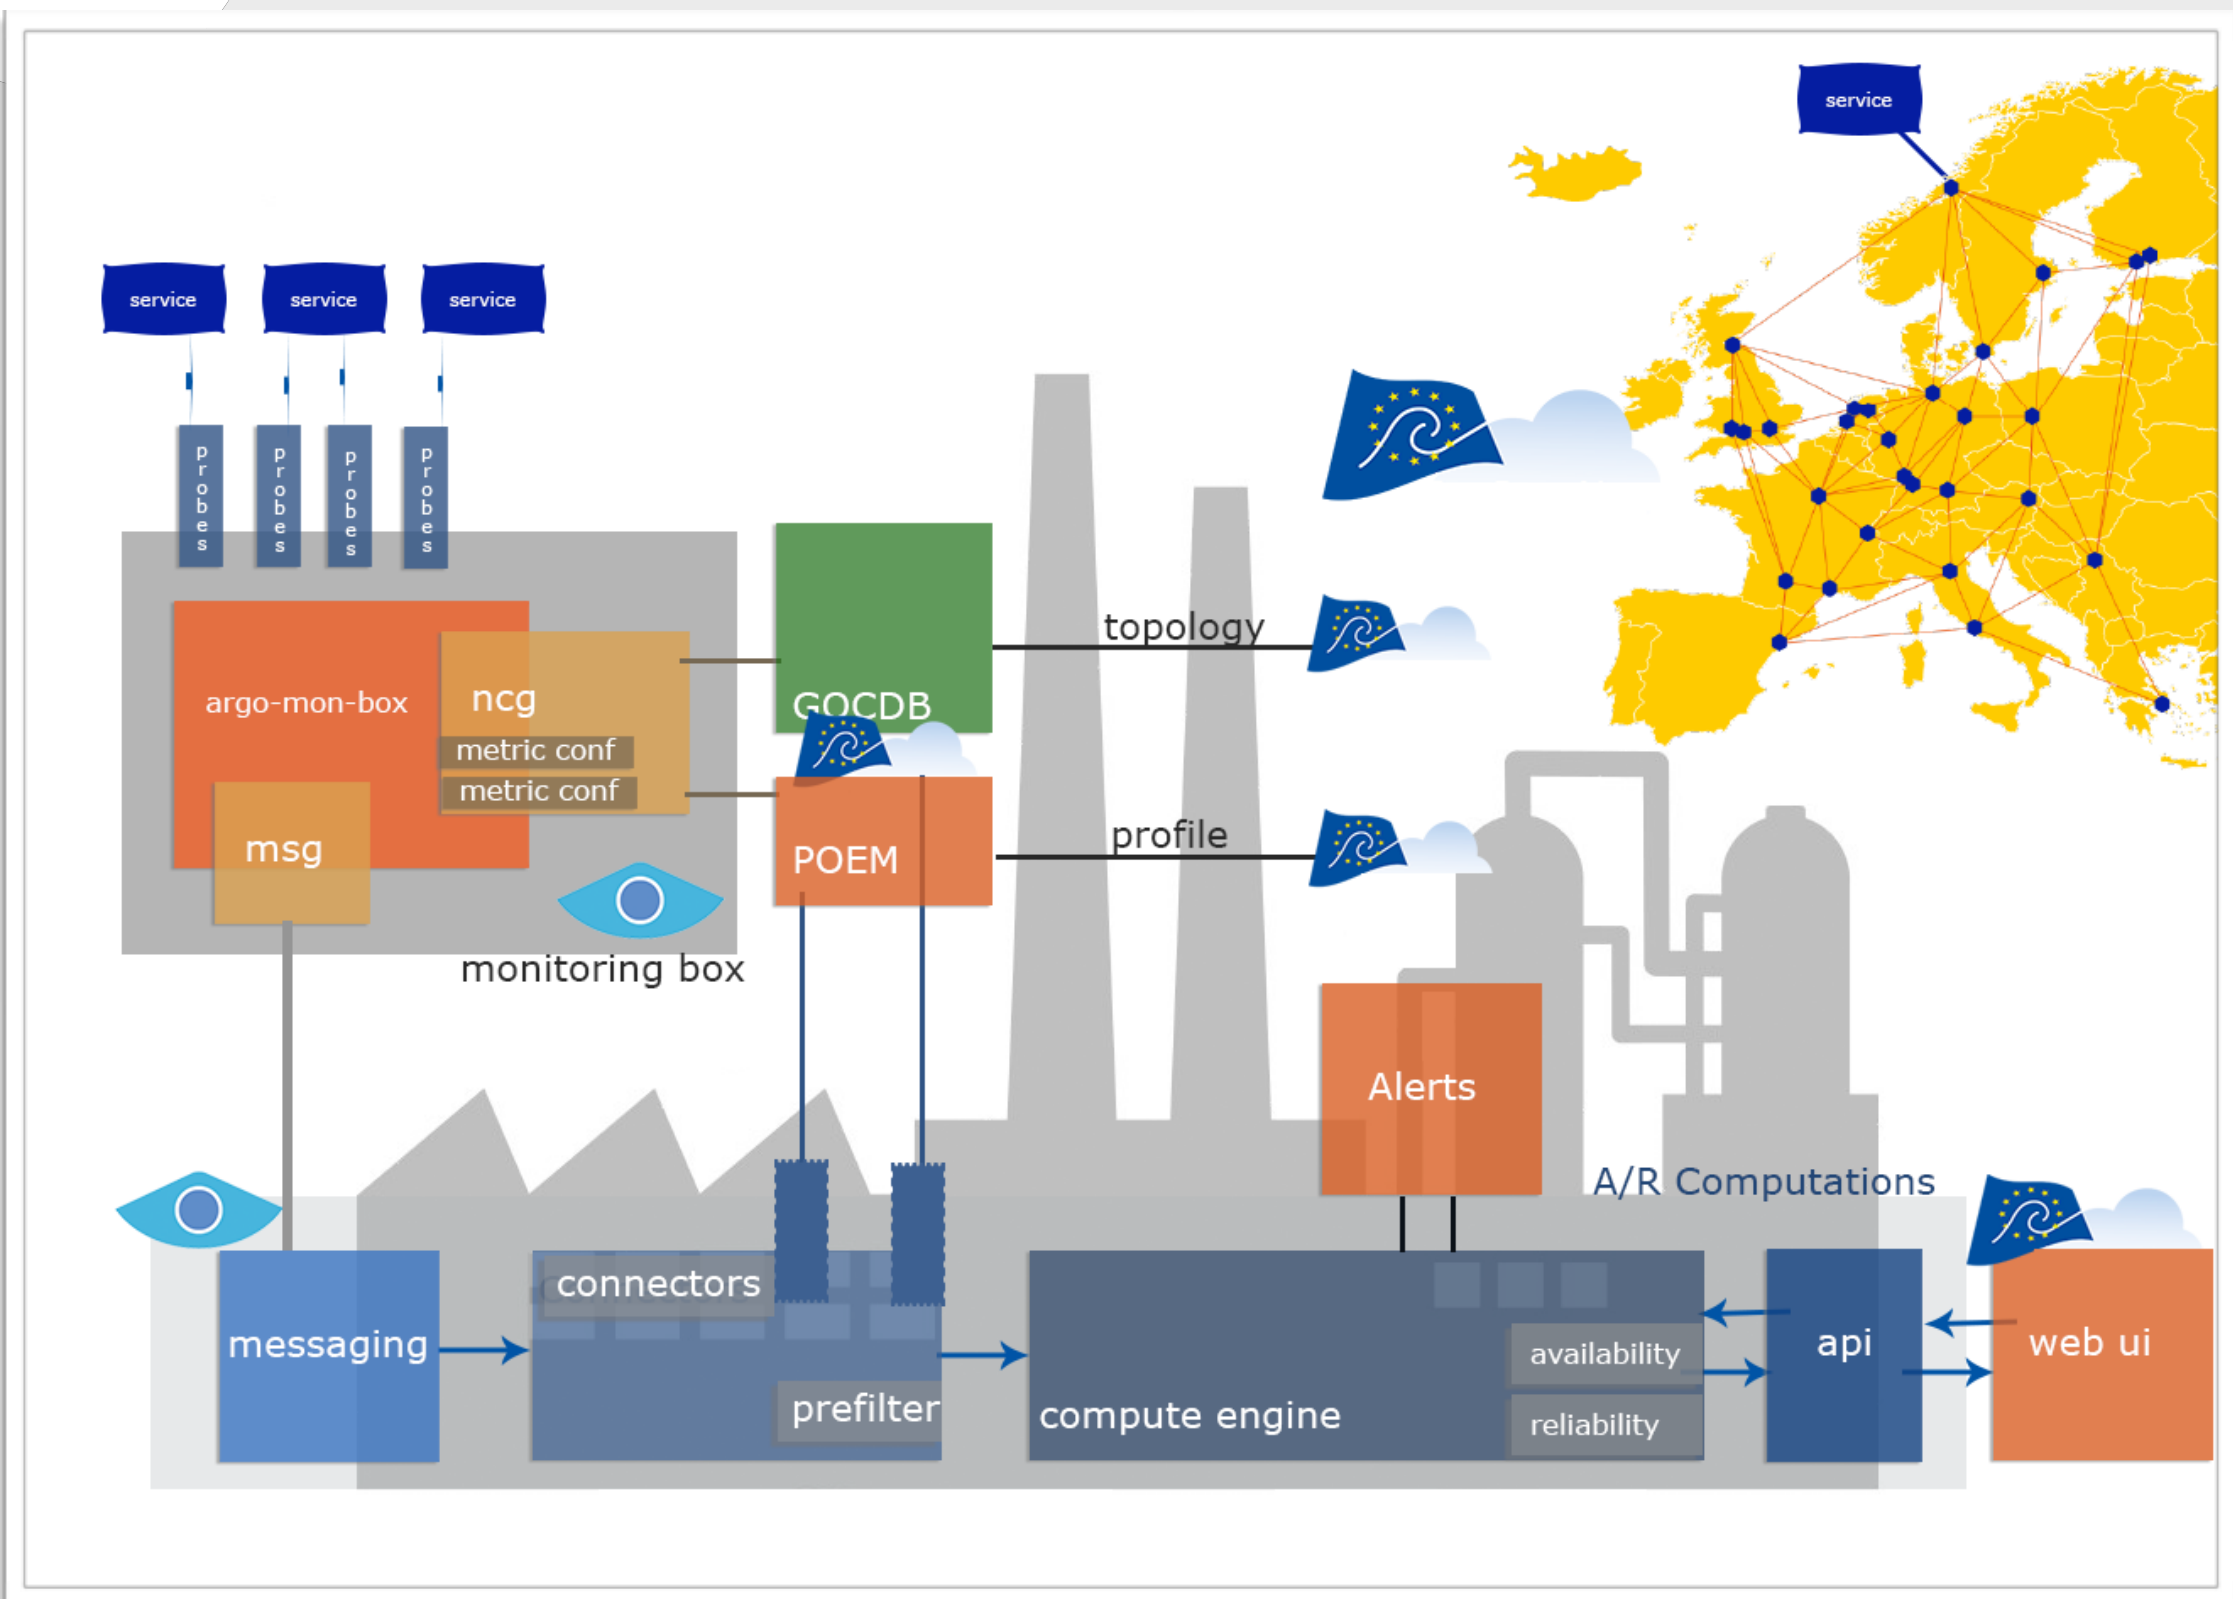 service
service
service
service
probes
probes
probes
probes
argo-mon-box
ncg
metric conf
metric conf
msg
monitoring box
GOCDB
topology
POEM
profile
Alerts
A/R Computations
messaging
connectors
prefilter
compute engine
availability
reliability
api
web ui